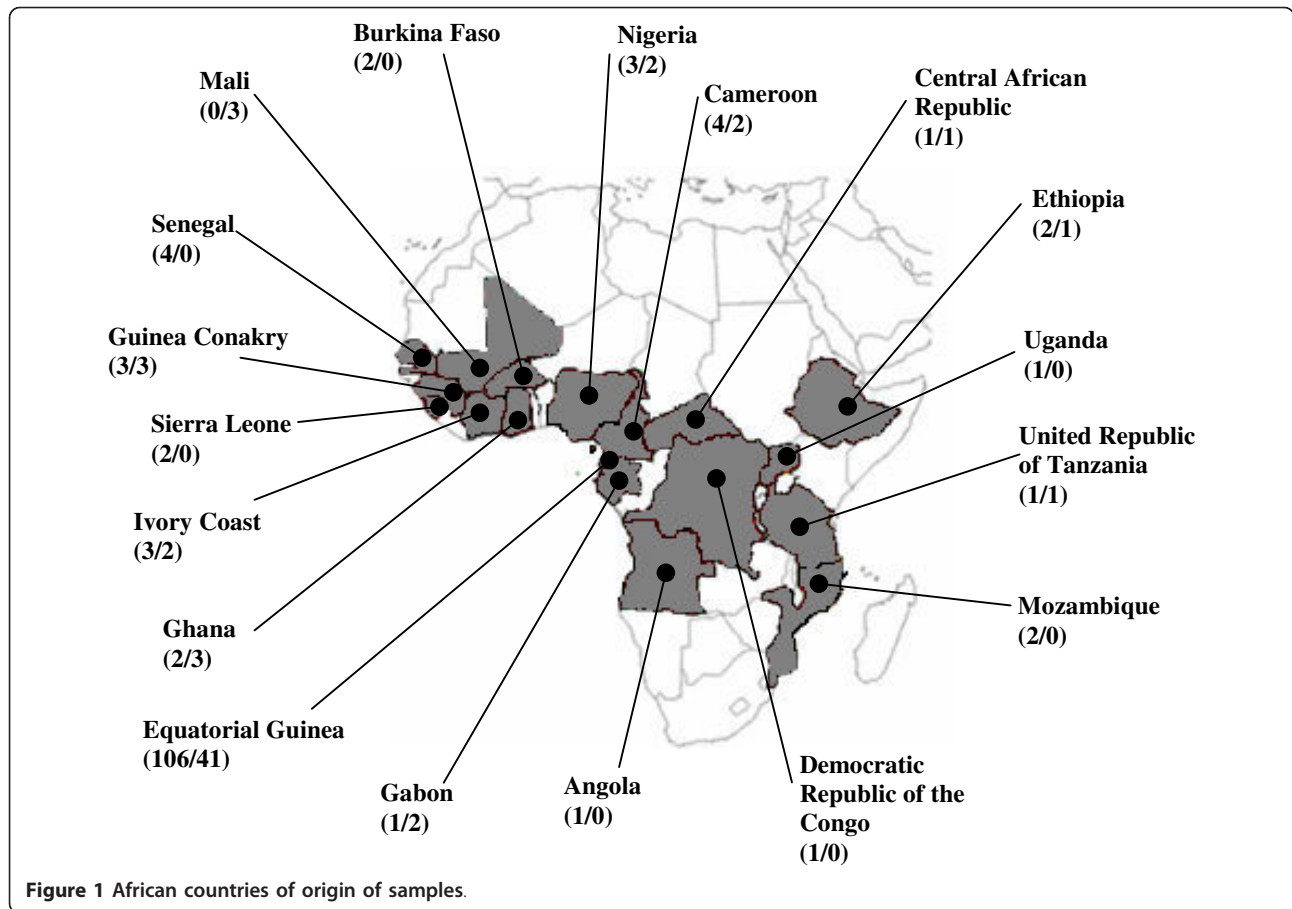 Burkina Faso
(2/0)
Nigeria
(3/2)
Mali
(0/3)
Cameroon
(4/2)
Central African
Republic
(1/1)
Senegal
(4/0)
Ethiopia
(2/1)
Guinea Conakry
(3/3)
Uganda
(1/0)
Sierra Leone
(2/0)
United Republic
of Tanzania
(1/1)
Ivory Coast
(3/2)
Mozambique
(2/0)
Ghana
(2/3)
Equatorial Guinea
(106/41)
Gabon
(1/2)
Angola
(1/0)
Democratic
Republic of the
Congo
(1/0)
Figure 1 African countries of origin of samples.